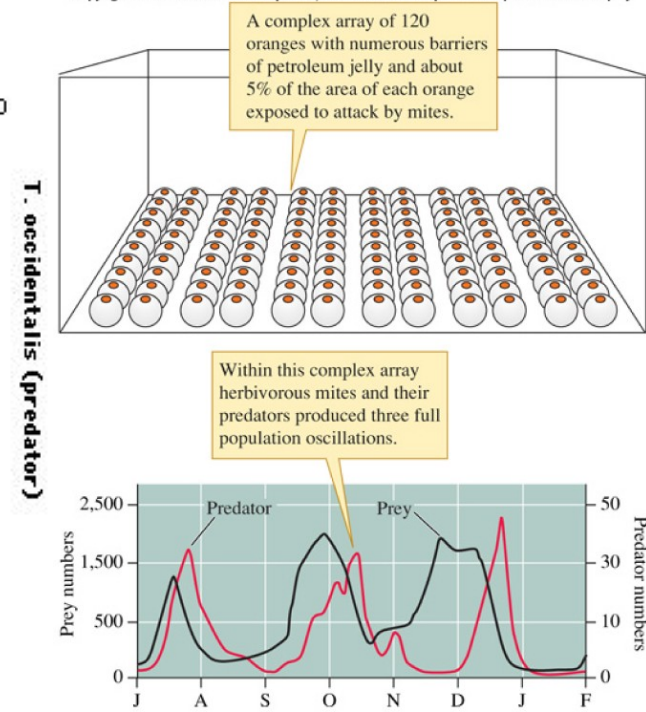 A complex array of 120
oranges with numerous barriers
of petroleum jelly and about
5% of the area of each orange
exposed to attack by mites.
T. occidentalis (predator)
Within this complex array
herbivorous mites and their
predators produced three full
population oscillations.
Predator
Prey
Prey numbers
2,500
1,500
500
0
50
30
10
0
Predator numbers
J A S O N D J F